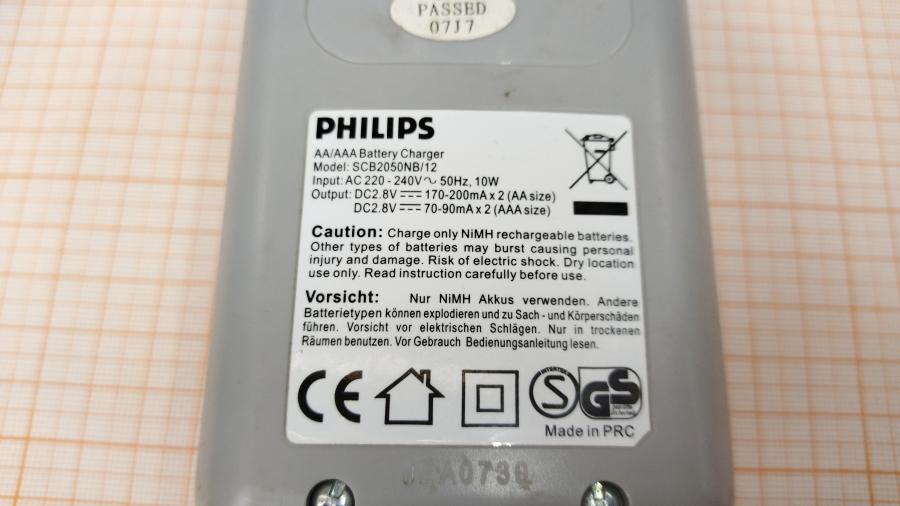 PASSED
07J7
PHILIPS
AA/AAA Battery Charger
Model: SCB2050NB/12
Input: AC 220 - 240V ~ 50Hz, 10W
Output: DC2.8V ⎓ 170-200mA x 2 (AA size)
DC2.8V ⎓ 70-90mA x 2 (AAA size)
Caution: Charge only NiMH rechargeable batteries.
Other types of batteries may burst causing personal
injury and damage. Risk of electric shock. Dry location
use only. Read instruction carefully before use.
Vorsicht: Nur NiMH Akkus verwenden. Andere
Batterietypen können explodieren und zu Sach - und Körperschäden
führen. Vorsicht vor elektrischen Schlägen. Nur in trockenen
Räumen benutzen. Vor Gebrauch Bedienungsanleitung lesen.
CE
INTERTEK
S
GS
Made in PRC